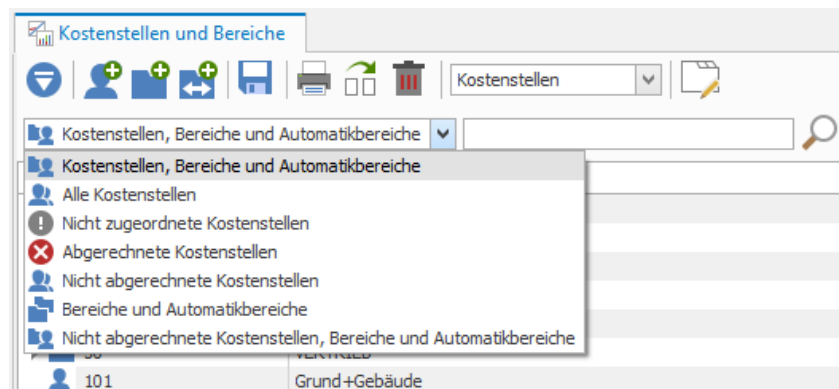 Kostenstellen und Bereiche
Kostenstellen
Kostenstellen, Bereiche und Automatikbereiche
Kostenstellen, Bereiche und Automatikbereiche
Alle Kostenstellen
Nicht zugeordnete Kostenstellen
Abgerechnete Kostenstellen
Nicht abgerechnete Kostenstellen
Bereiche und Automatikbereiche
Nicht abgerechnete Kostenstellen, Bereiche und Automatikbereiche
101 Grund+Gebäude